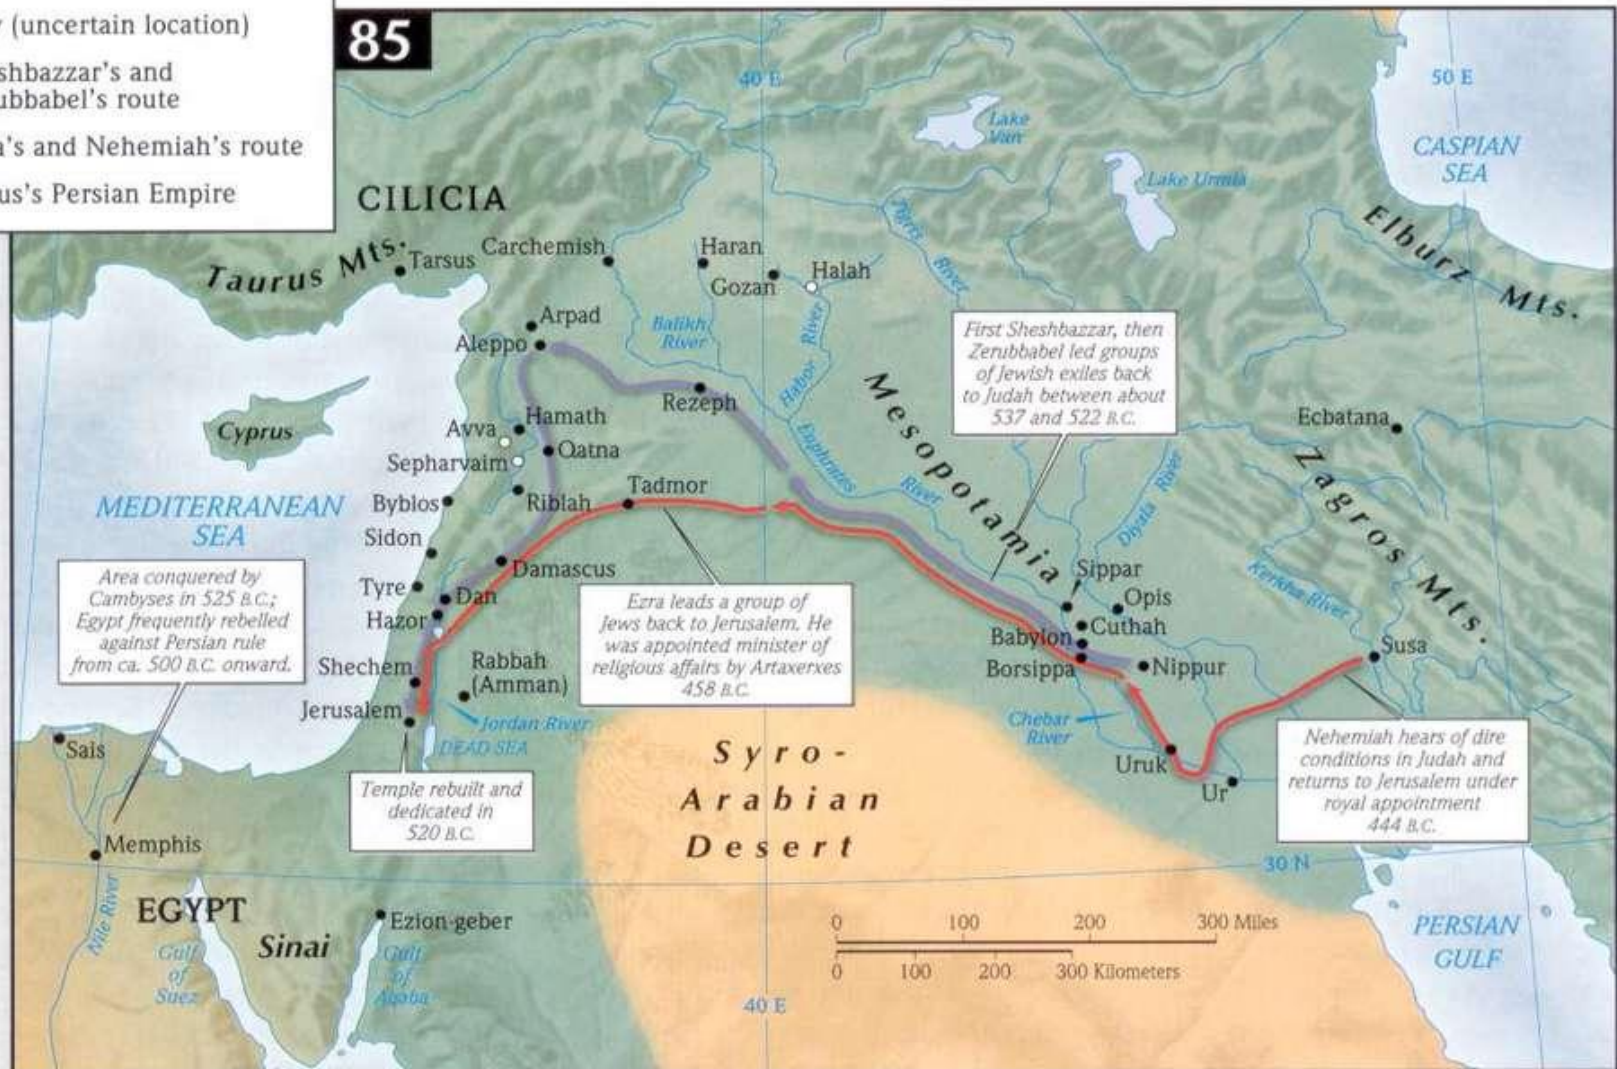 (uncertain location)
shbazzar's and
ubbabel's route
a's and Nehemiah's route
us's Persian Empire
85
40 E
50 E
Lake
Van
Lake Urmia
CASPIAN
SEA
CILICIA
Taurus Mts.
Tarsus
Carchemish
Haran
Gozan
Halah
Tigris
River
Elburz Mts.
Arpad
Aleppo
Balikh
River
Habor River
First Sheshbazzar, then
Zerubbabel led groups
of Jewish exiles back
to Judah between about
537 and 522 B.C.
Rezeph
Mesopotamia
Ecbatana
Cyprus
Hamath
Avva
Qatna
Sepharvaim
Euphrates
River
Diyala River
Zagros Mts.
MEDITERRANEAN
SEA
Byblos
Riblah
Tadmor
Sidon
Damascus
Area conquered by
Cambyses in 525 B.C.;
Egypt frequently rebelled
against Persian rule
from ca. 500 B.C. onward.
Tyre
Dan
Hazor
Ezra leads a group of
Jews back to Jerusalem. He
was appointed minister of
religious affairs by Artaxerxes
458 B.C.
Sippar
Opis
Cuthah
Babylon
Borsippa
Nippur
Kerkha River
Susa
Shechem
Rabbah
(Amman)
Jerusalem
Jordan River
DEAD SEA
Chebar
River
Sais
Syro-
Arabian
Desert
Uruk
Ur
Nehemiah hears of dire
conditions in Judah and
returns to Jerusalem under
royal appointment
444 B.C.
Temple rebuilt and
dedicated in
520 B.C.
Memphis
30 N
Nile River
EGYPT
Sinai
Ezion-geber
Gulf
of
Suez
Gulf
of
Aqaba
0 100 200 300 Miles
0 100 200 300 Kilometers
PERSIAN
GULF
40 E